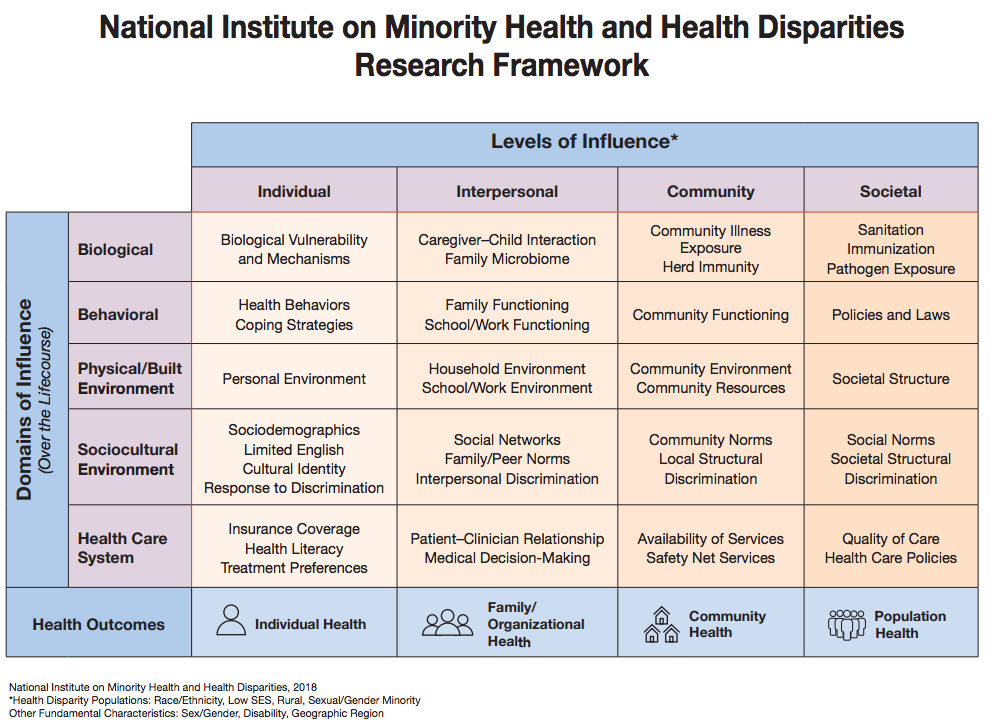 National Institute on Minority Health and Health Disparities
Research Framework
Levels of Influence*
Individual
Interpersonal
Community
Societal
Domains of Influence
(Over the Lifecourse)
Biological
Biological Vulnerability
and Mechanisms
Caregiver–Child Interaction
Family Microbiome
Community Illness
Exposure
Herd Immunity
Sanitation
Immunization
Pathogen Exposure
Behavioral
Health Behaviors
Coping Strategies
Family Functioning
School/Work Functioning
Community Functioning
Policies and Laws
Physical/Built
Environment
Personal Environment
Household Environment
School/Work Environment
Community Environment
Community Resources
Societal Structure
Sociocultural
Environment
Sociodemographics
Limited English
Cultural Identity
Response to Discrimination
Social Networks
Family/Peer Norms
Interpersonal Discrimination
Community Norms
Local Structural
Discrimination
Social Norms
Societal Structural
Discrimination
Health Care
System
Insurance Coverage
Health Literacy
Treatment Preferences
Patient–Clinician Relationship
Medical Decision-Making
Availability of Services
Safety Net Services
Quality of Care
Health Care Policies
Health Outcomes
Individual Health
Family/
Organizational
Health
Community
Health
Population
Health
National Institute on Minority Health and Health Disparities, 2018
*Health Disparity Populations: Race/Ethnicity, Low SES, Rural, Sexual/Gender Minority
Other Fundamental Characteristics: Sex/Gender, Disability, Geographic Region